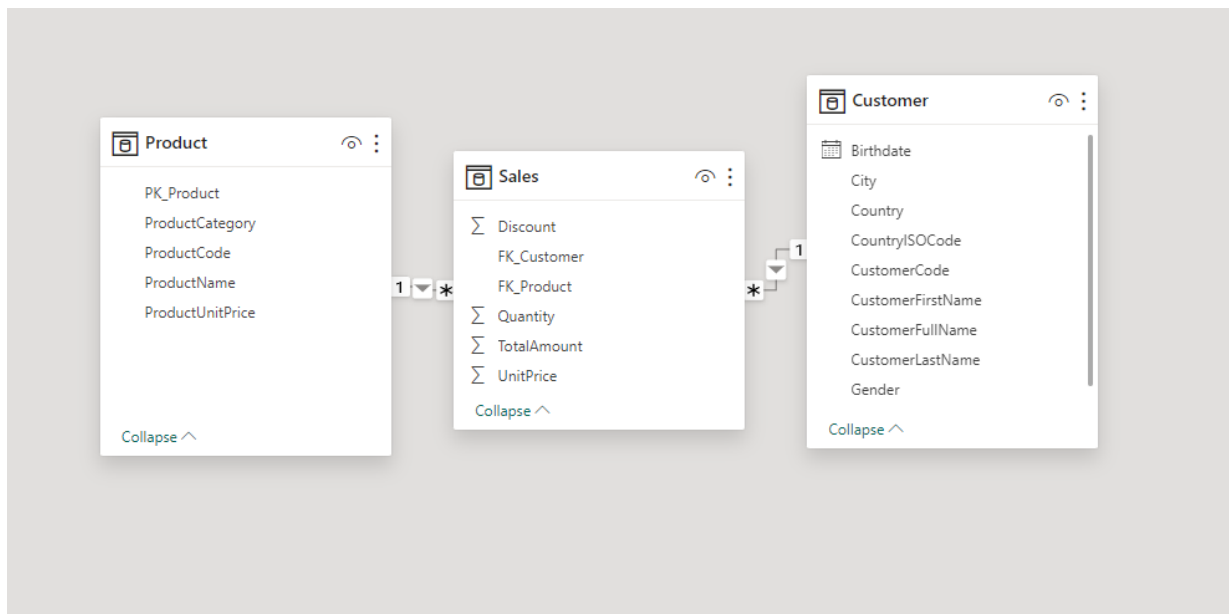 Product
PK_Product
ProductCategory
ProductCode
ProductName
ProductUnitPrice
Collapse
1
*
Sales
Discount
FK_Customer
FK_Product
Quantity
TotalAmount
UnitPrice
Collapse
*
1
Customer
Birthdate
City
Country
CountryISOCode
CustomerCode
CustomerFirstName
CustomerFullName
CustomerLastName
Gender
Collapse